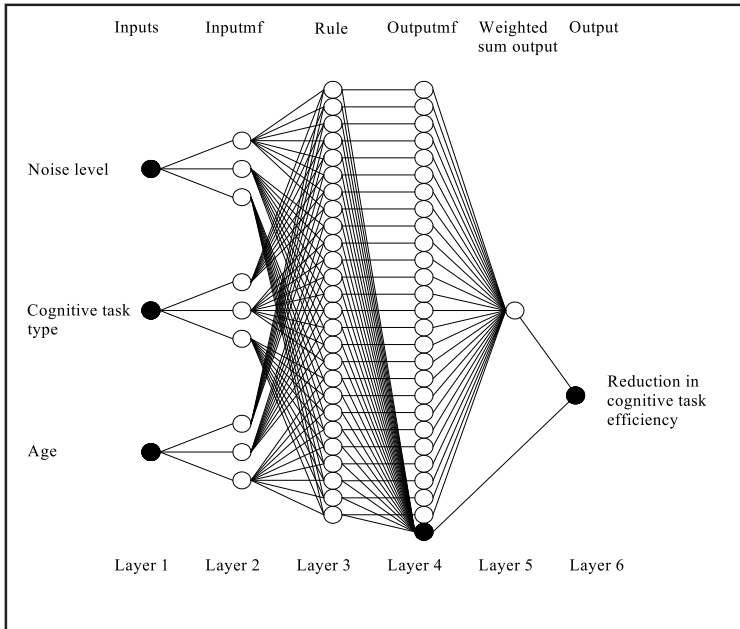 Inputs Inputmf Rule Outputmf Weighted Output
sum output
Noise level
Cognitive task
type
Reduction in
cognitive task
efficiency
Age
Layer 1 Layer 2 Layer 3 Layer 4 Layer 5 Layer 6